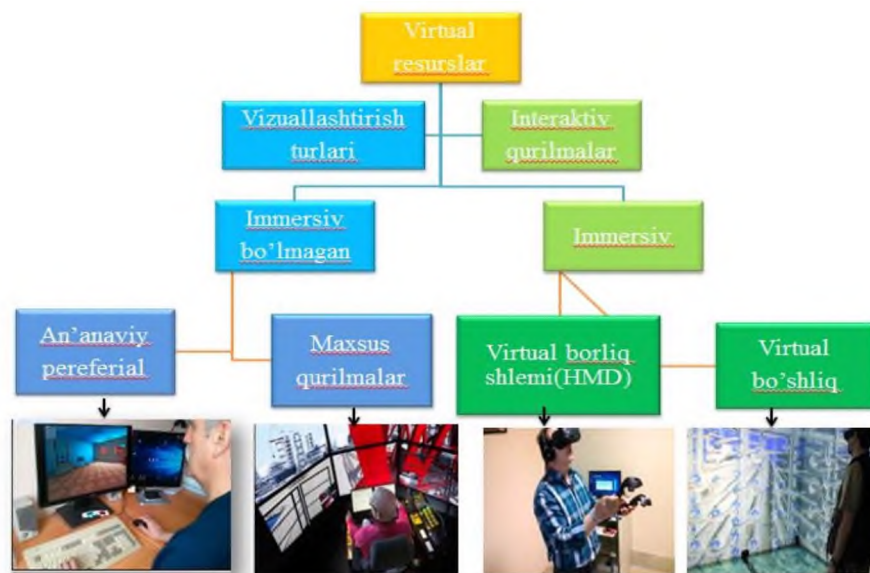 Virtual
resurslar
Vizuallashtirish
turlari
Interaktiv
qurilmalar
Immersiv
bo’lmagan
Immersiv
An’anaviy
pereferial
Maxsus
qurilmalar
Virtual borliq
shlemi(HMD)
Virtual
bo’shliq